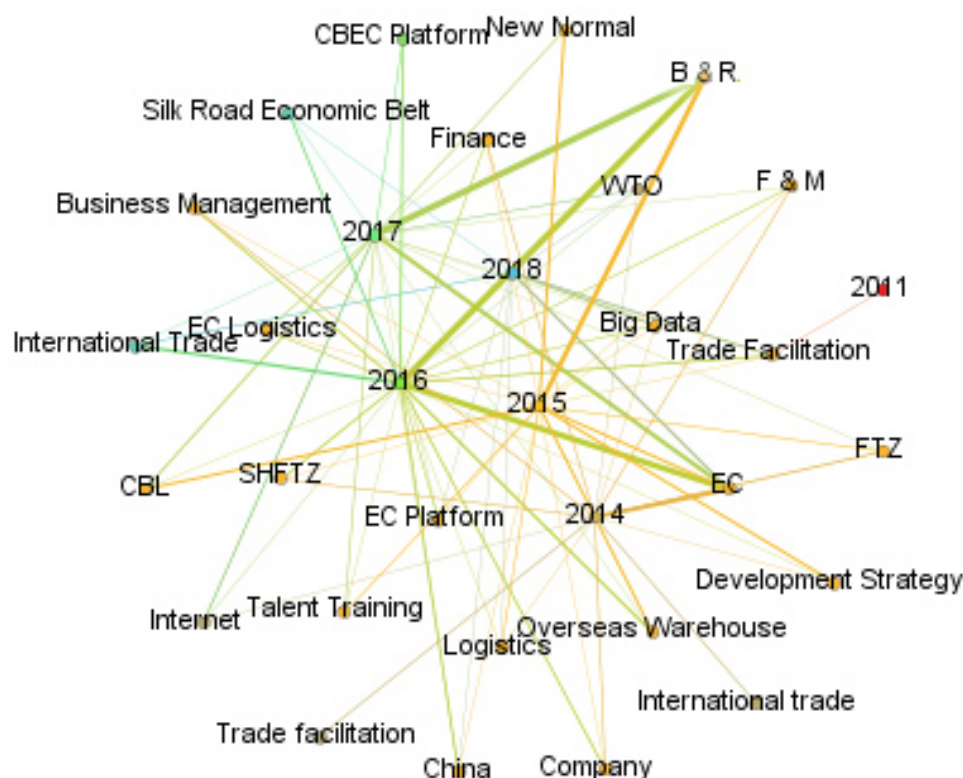 CBEC Platform
New Normal
B & R
Silk Road Economic Belt
Finance
WTO
F & M
Business Management
2017
2018
2011
EC Logistics
Big Data
International Trade
Trade Facilitation
2016
2015
FTZ
SHFTZ
CBL
EC
EC Platform
2014
Development Strategy
Talent Training
Internet
Overseas Warehouse
Logistics
International trade
Trade facilitation
China
Company